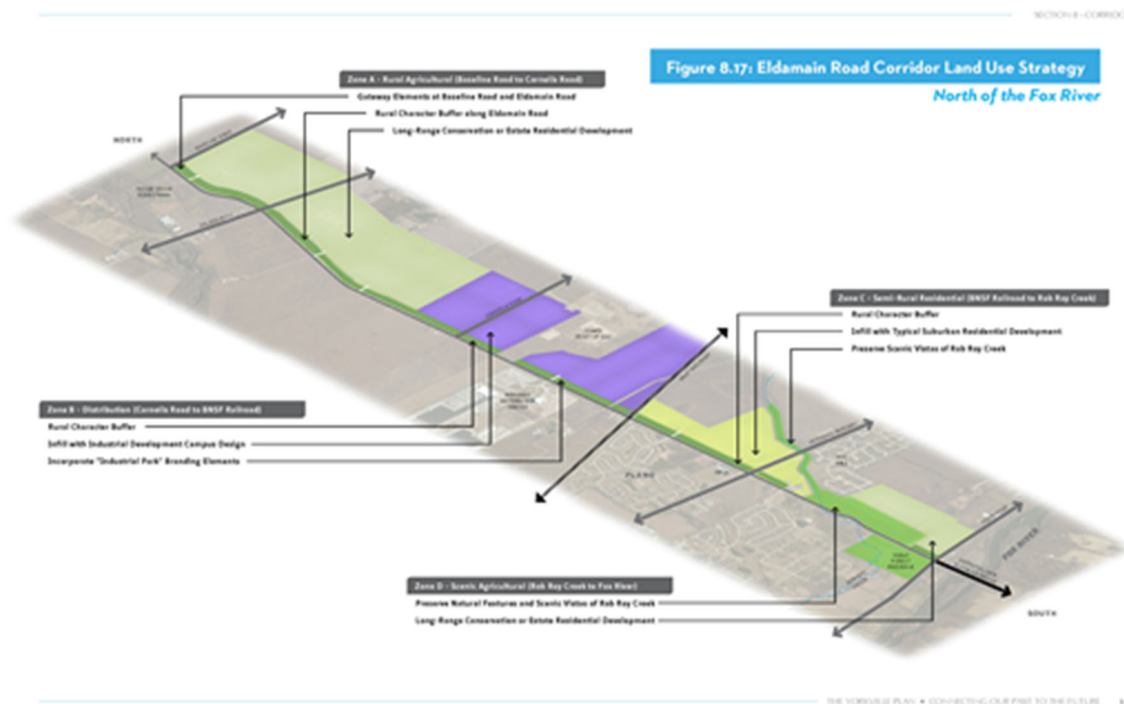 SECTION 8 - CORRIDO
Figure 8.17: Eldamain Road Corridor Land Use Strategy
North of the Fox River
Zone A - Rural Agricultural (Baseline Road to Corneils Road)
Gateway Elements at Baseline Road and Eldamain Road
Rural Character Buffer along Eldamain Road
Long-Range Conservation or Estate Residential Development
NORTH
Zone C - Semi-Rural Residential (BNSF Railroad to Rob Roy Creek)
Rural Character Buffer
Infill with Typical Suburban Residential Development
Preserve Scenic Vistas of Rob Roy Creek
Zone B - Distribution (Corneils Road to BNSF Railroad)
Rural Character Buffer
Infill with Industrial Development Campus Design
Incorporate "Industrial Park" Branding Elements
PLANO
FOX RIVER
Zone D - Scenic Agricultural (Rob Roy Creek to Fox River)
Preserve Natural Features and Scenic Vistas of Rob Roy Creek
Long-Range Conservation or Estate Residential Development
SOUTH
THE YORKVILLE PLAN • CONNECTING OUR PAST TO THE FUTURE